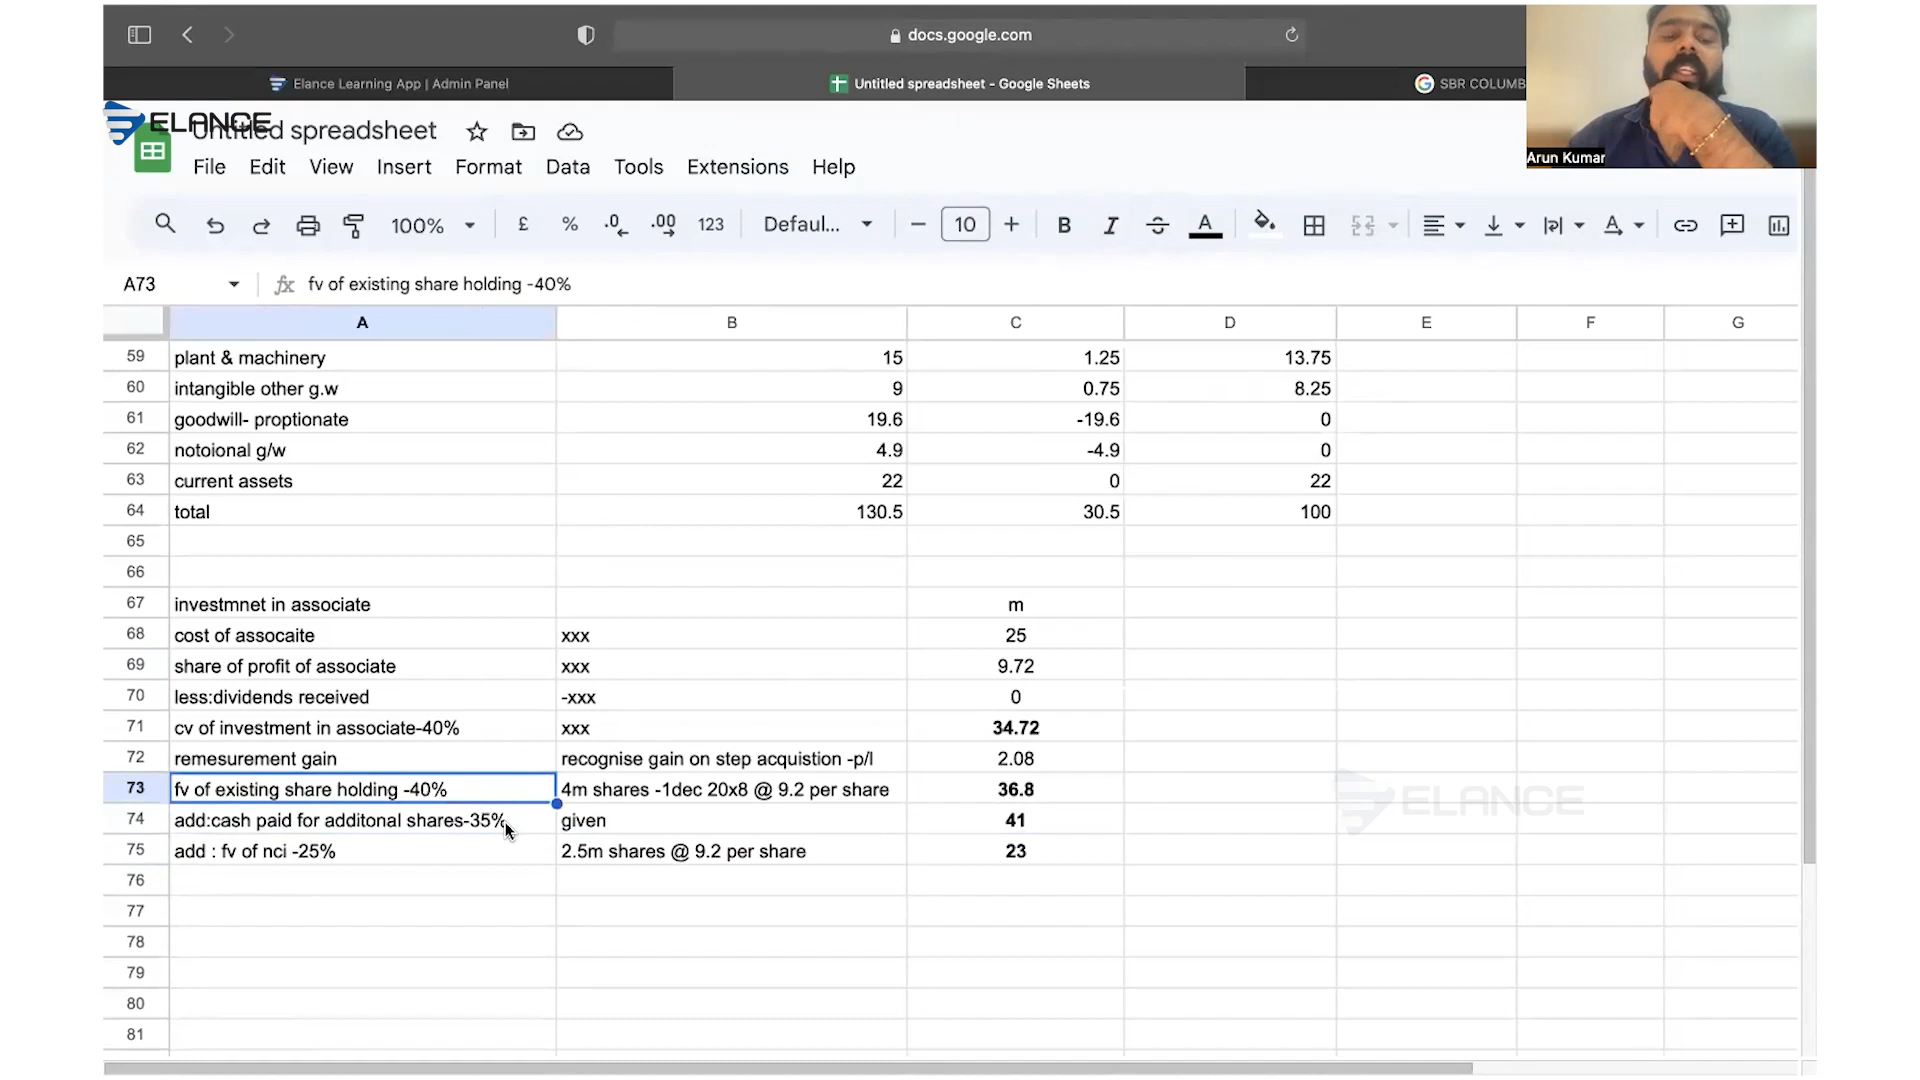 docs.google.com
Elance Learning App | Admin Panel
Untitled spreadsheet - Google Sheets
SBR COLUMB
Arun Kumar
ELANCE
Untitled spreadsheet
File Edit View Insert Format Data Tools Extensions Help
100% £ % .0 .00 123 Defaul... 10 B I A A
A73 fx fv of existing share holding -40%
A B C D E F G
59 plant & machinery 15 1.25 13.75
60 intangible other g.w 9 0.75 8.25
61 goodwill- proptionate 19.6 -19.6 0
62 notoional g/w 4.9 -4.9 0
63 current assets 22 0 22
64 total 130.5 30.5 100
65
66
67 investmnet in associate m
68 cost of assocaite xxx 25
69 share of profit of associate xxx 9.72
70 less:dividends received -xxx 0
71 cv of investment in associate-40% xxx 34.72
72 remesurement gain recognise gain on step acquistion -p/l 2.08
73 fv of existing share holding -40% 4m shares -1dec 20x8 @ 9.2 per share 36.8
74 add:cash paid for additonal shares-35% given 41
75 add : fv of nci -25% 2.5m shares @ 9.2 per share 23
76
77
78
79
80
81
ELANCE